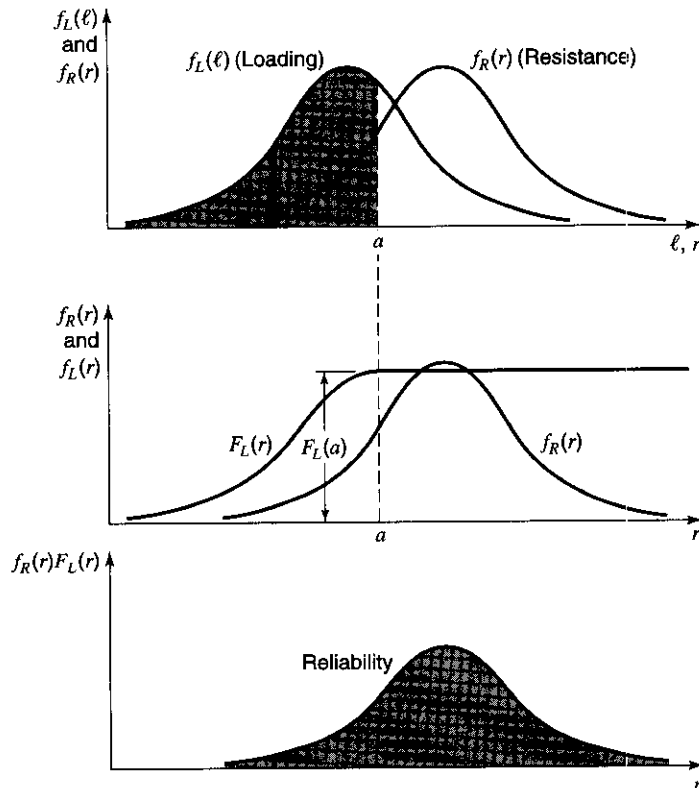 f_L(ℓ)
and
f_R(r)
f_L(ℓ) (Loading)
f_R(r) (Resistance)
a
ℓ, r
f_R(r)
and
f_L(r)
F_L(r)
F_L(a)
f_R(r)
a
r
f_R(r)F_L(r)
Reliability
r